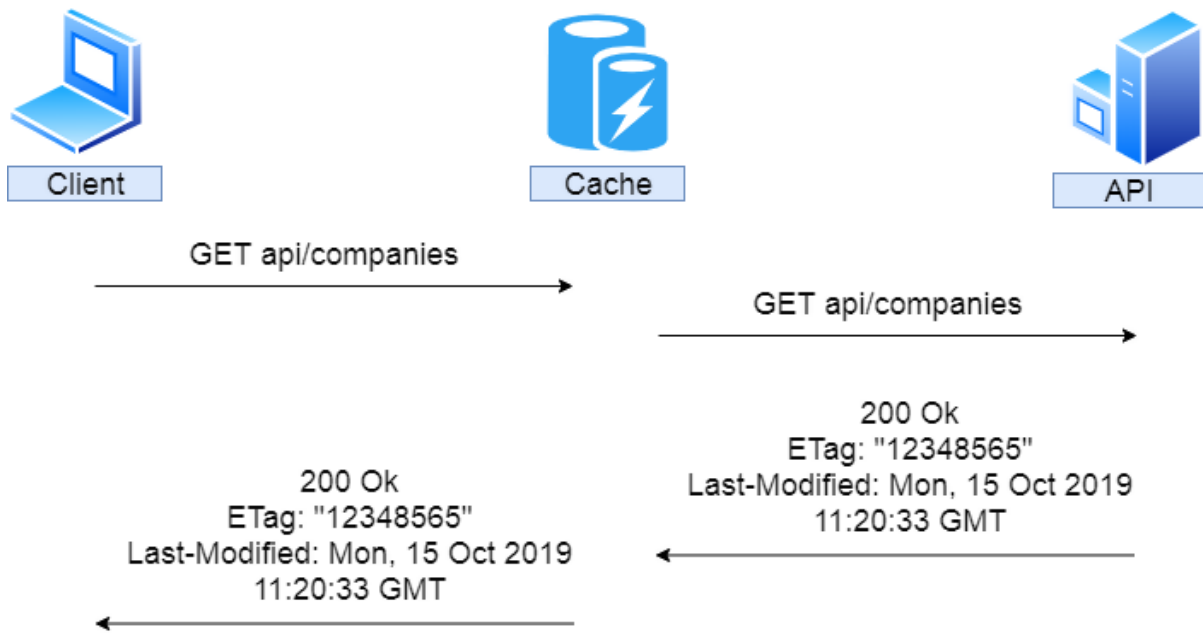 Client
Cache
API
GET api/companies
GET api/companies
200 Ok
ETag: "12348565"
Last-Modified: Mon, 15 Oct 2019
11:20:33 GMT
200 Ok
ETag: "12348565"
Last-Modified: Mon, 15 Oct 2019
11:20:33 GMT